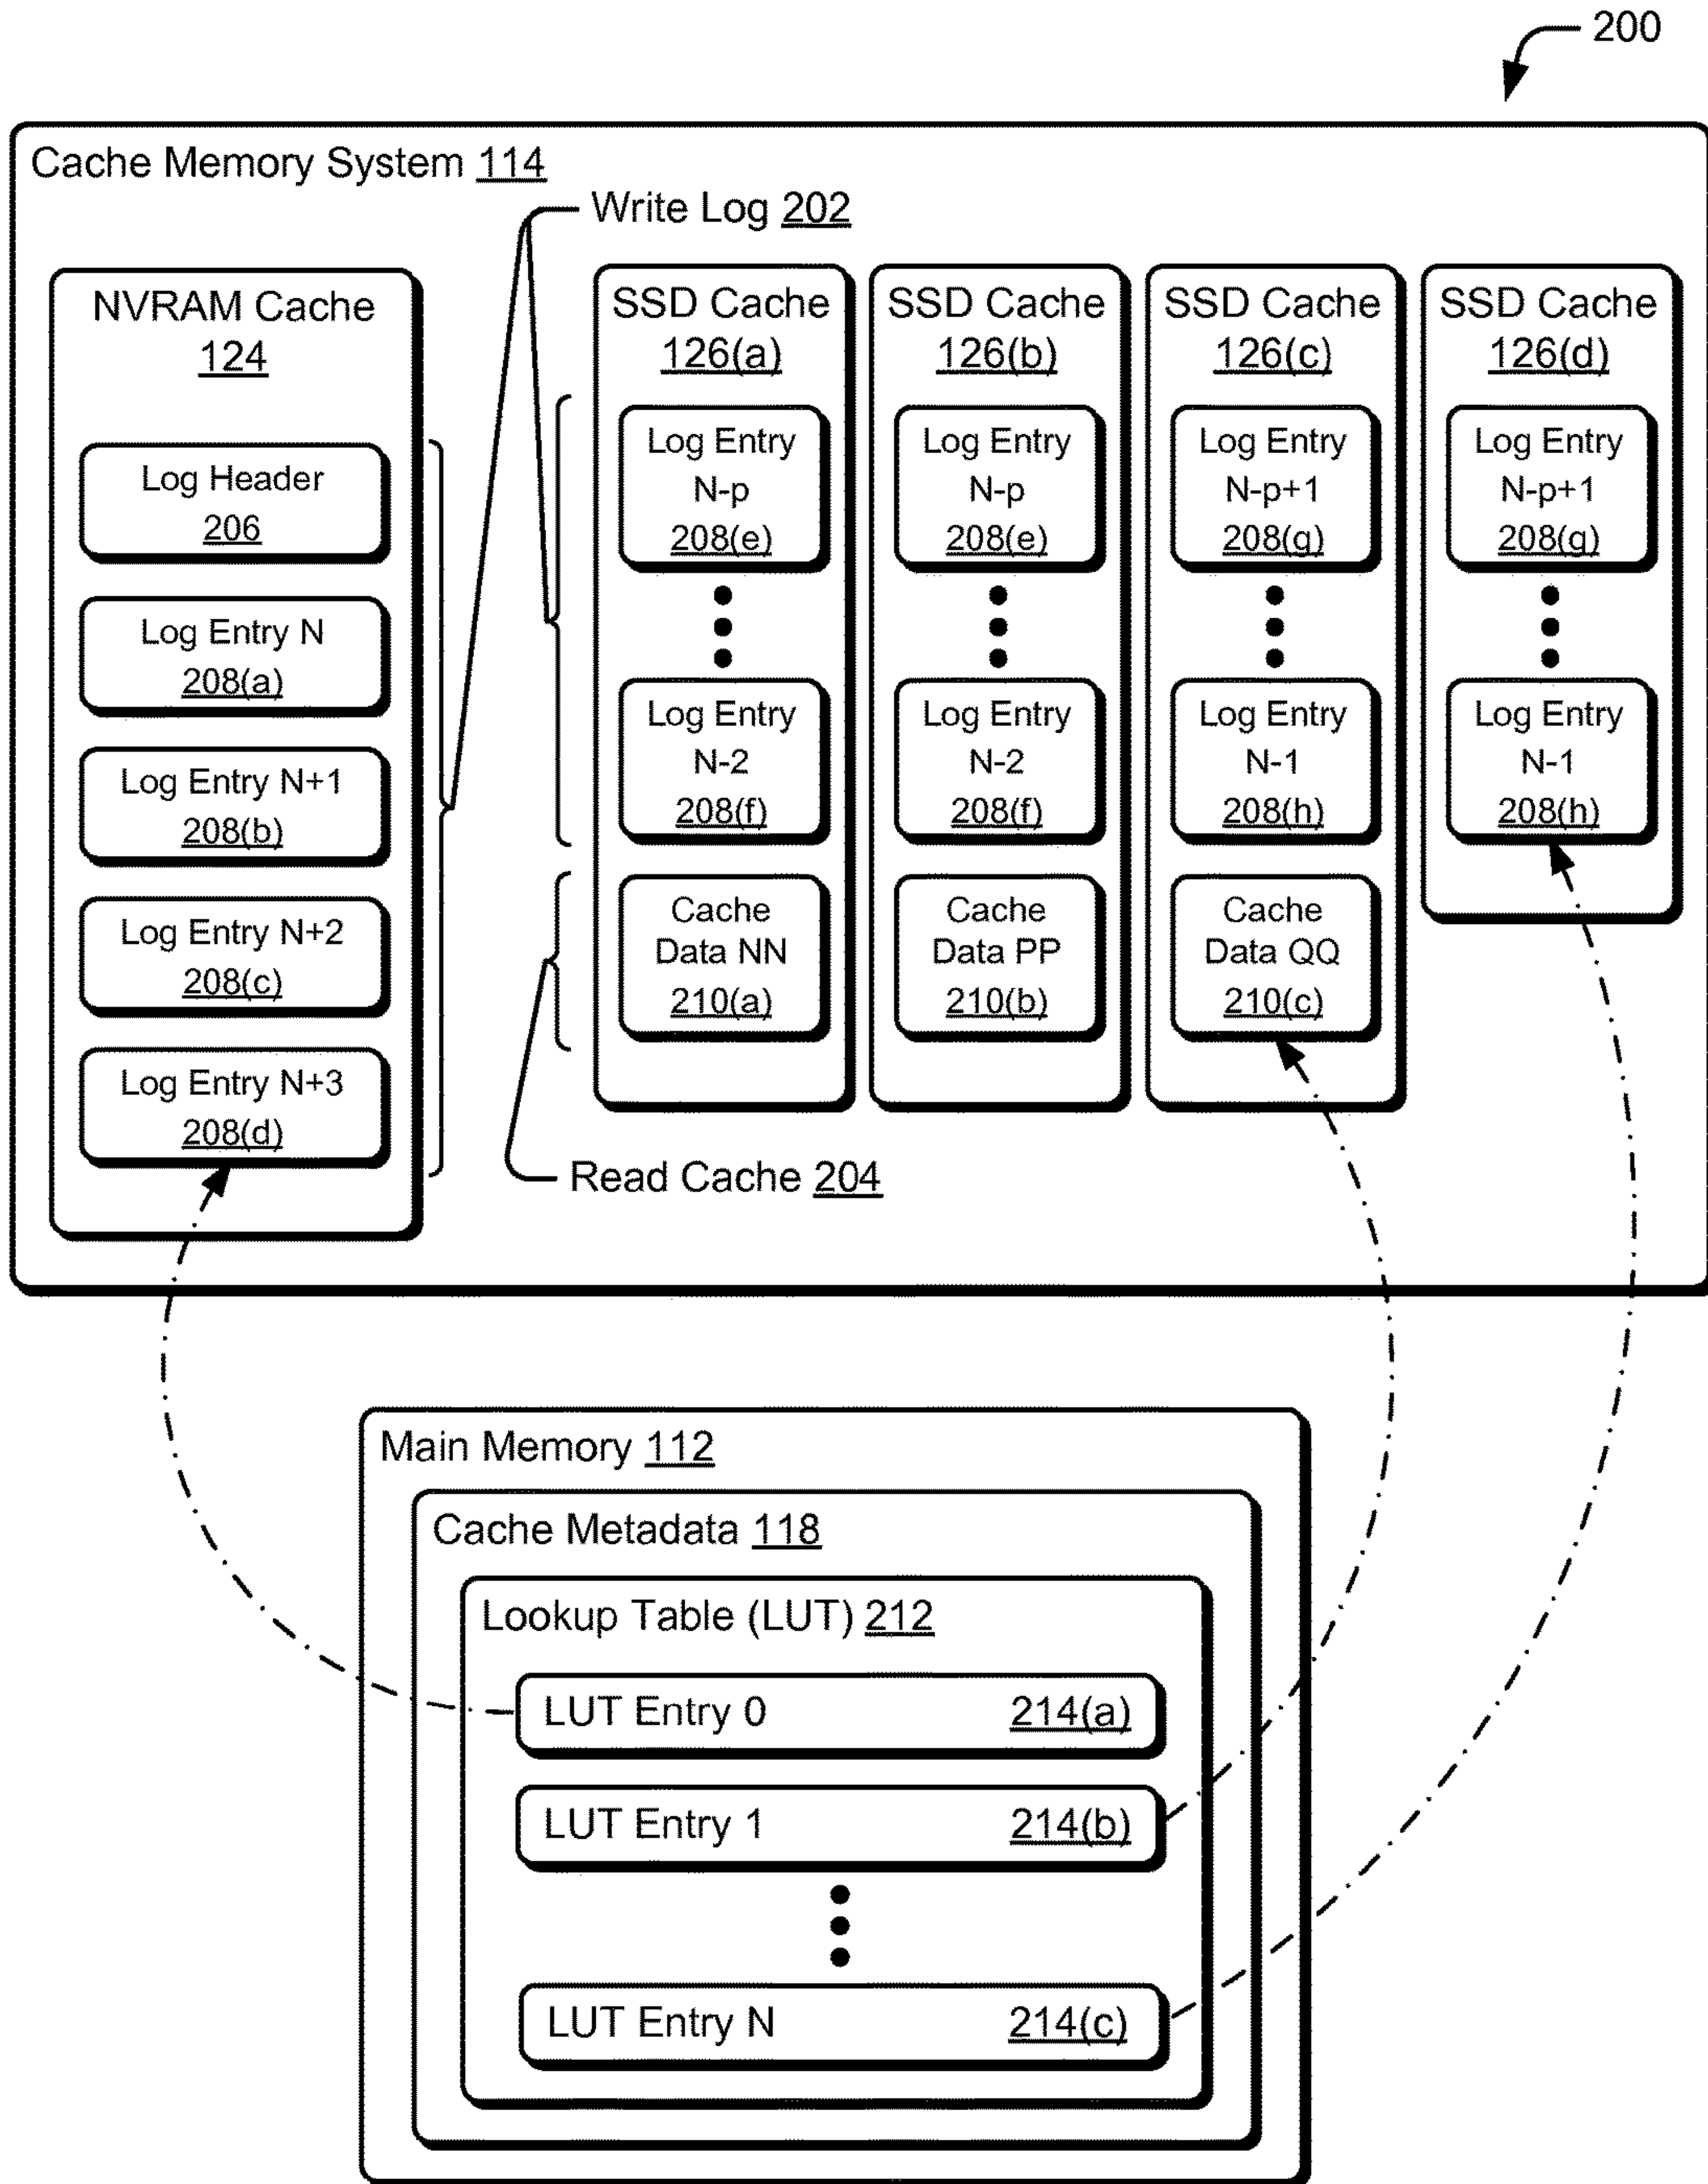 200
Cache Memory System 114
Write Log 202
NVRAM Cache
124
Log Header
206
Log Entry N
208(a)
Log Entry N+1
208(b)
Log Entry N+2
208(c)
Log Entry N+3
208(d)
SSD Cache
126(a)
Log Entry
N-p
208(e)
Log Entry
N-2
208(f)
Cache
Data NN
210(a)
SSD Cache
126(b)
Log Entry
N-p
208(e)
Log Entry
N-2
208(f)
Cache
Data PP
210(b)
SSD Cache
126(c)
Log Entry
N-p+1
208(g)
Log Entry
N-1
208(h)
Cache
Data QQ
210(c)
SSD Cache
126(d)
Log Entry
N-p+1
208(g)
Log Entry
N-1
208(h)
Read Cache 204
Main Memory 112
Cache Metadata 118
Lookup Table (LUT) 212
LUT Entry 0 214(a)
LUT Entry 1 214(b)
LUT Entry N 214(c)